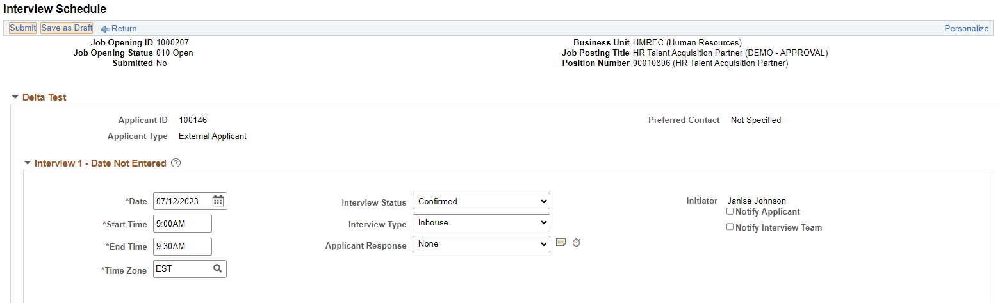 Interview Schedule
Submit Save as Draft Return Personalize
Job Opening ID 1000207 Business Unit HMREC (Human Resources)
Job Opening Status 010 Open Job Posting Title HR Talent Acquisition Partner (DEMO - APPROVAL)
Submitted No Position Number 00010806 (HR Talent Acquisition Partner)
Delta Test
Applicant ID 100146 Preferred Contact Not Specified
Applicant Type External Applicant
Interview 1 - Date Not Entered ?
*Date 07/12/2023 Interview Status Confirmed Initiator Janise Johnson
Notify Applicant
*Start Time 9:00AM Interview Type Inhouse Notify Interview Team
*End Time 9:30AM Applicant Response None
*Time Zone EST